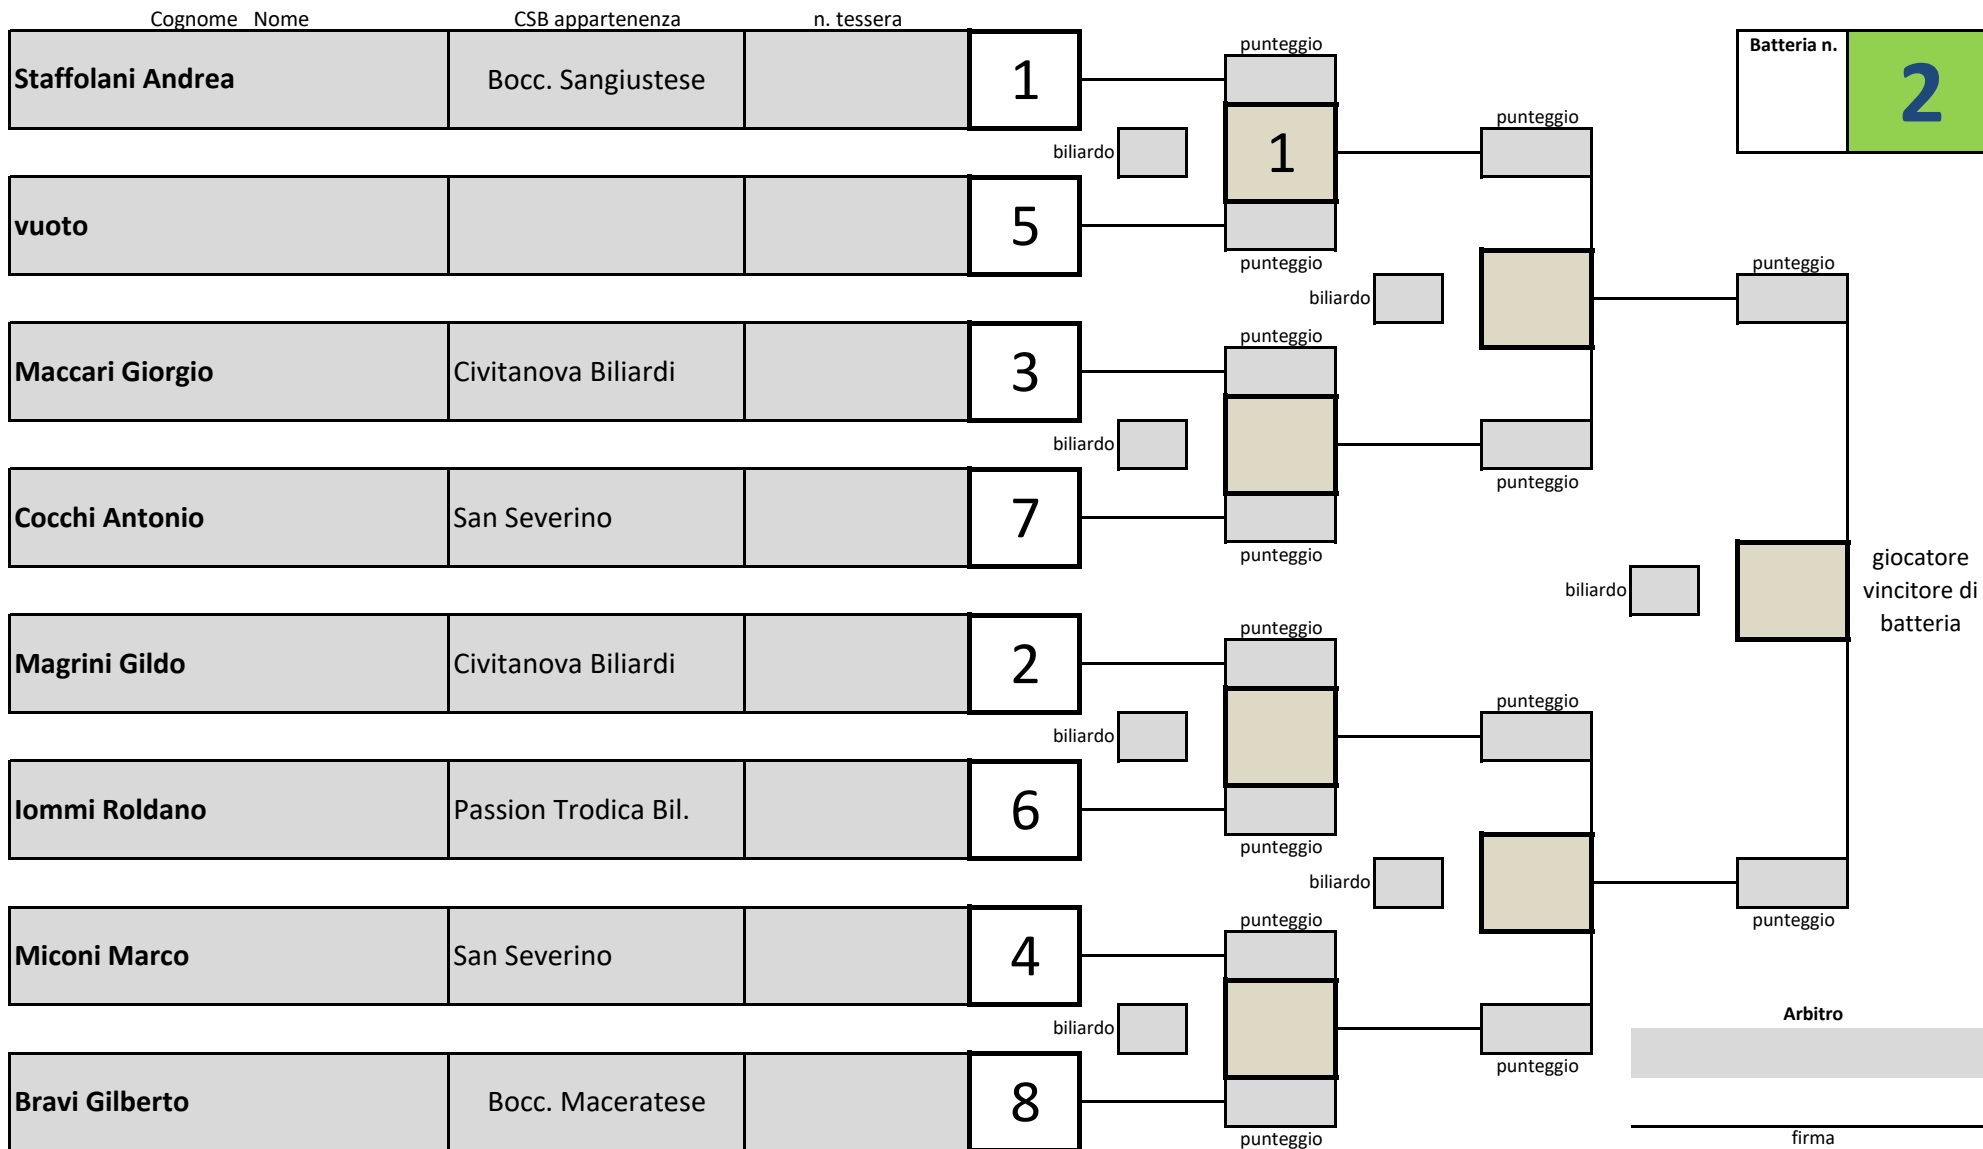 Cognome   Nome   CSB appartenenza   n. tessera
punteggio
Batteria n.
2
Staffolani Andrea   Bocc. Sangiustese   1
punteggio
biliardo   1
vuoto   5
punteggio
punteggio
biliardo
punteggio
Maccari Giorgio   Civitanova Biliardi   3
biliardo
punteggio
Cocchi Antonio   San Severino   7
punteggio
giocatore
vincitore di
batteria
biliardo
punteggio
Magrini Gildo   Civitanova Biliardi   2
punteggio
biliardo
Iommi Roldano   Passion Trodica Bil.   6
punteggio
biliardo
punteggio
punteggio
Miconi Marco   San Severino   4
Arbitro
biliardo
punteggio
Bravi Gilberto   Bocc. Maceratese   8
punteggio
firma